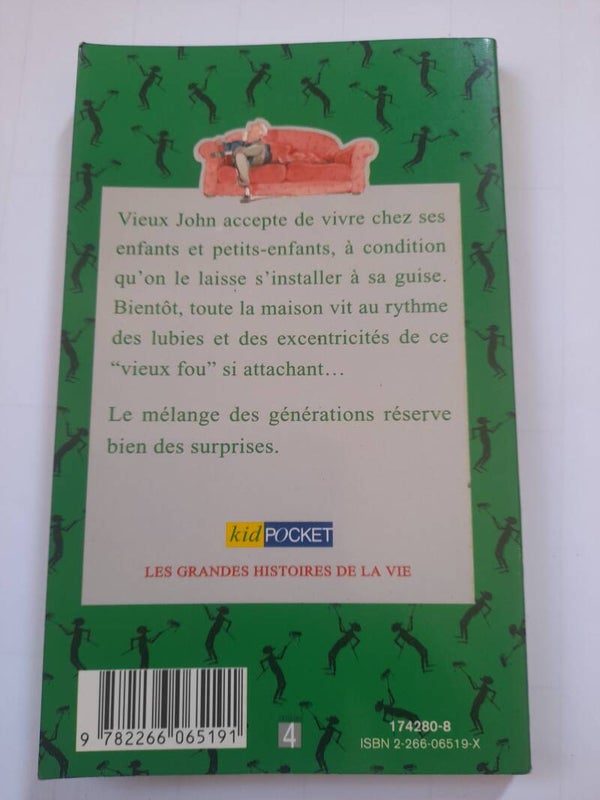 Vieux John accepte de vivre chez ses
enfants et petits-enfants, à condition
qu'on le laisse s'installer à sa guise.
Bientôt, toute la maison vit au rythme
des lubies et des excentricités de ce
“vieux fou” si attachant...
Le mélange des générations réserve
bien des surprises.
kid POCKET
LES GRANDES HISTOIRES DE LA VIE
9 782266 065191
4
174280-8
ISBN 2-266-06519-X